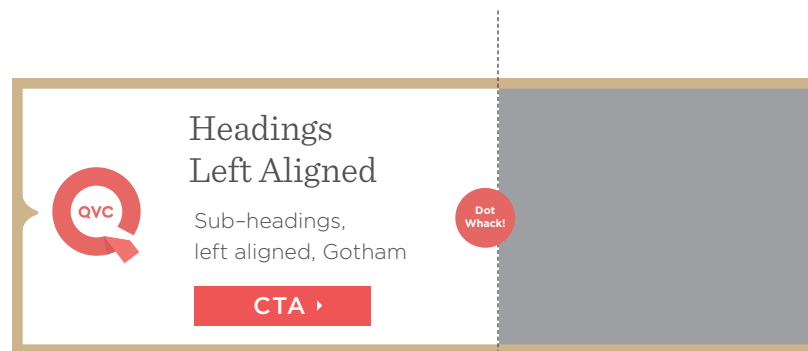 Headings
Left Aligned
QVC
Sub–headings,
left aligned, Gotham
CTA
Dot
Whack!